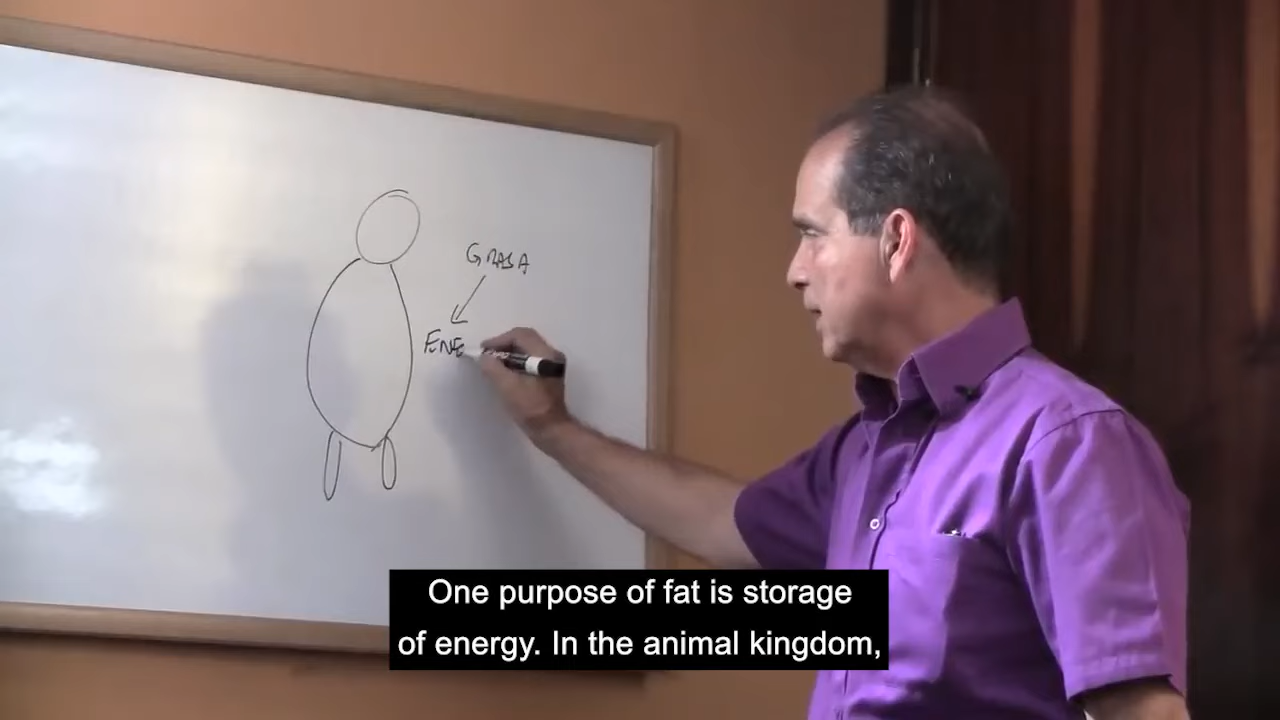 GRASA
ENE
One purpose of fat is storage
of energy. In the animal kingdom,